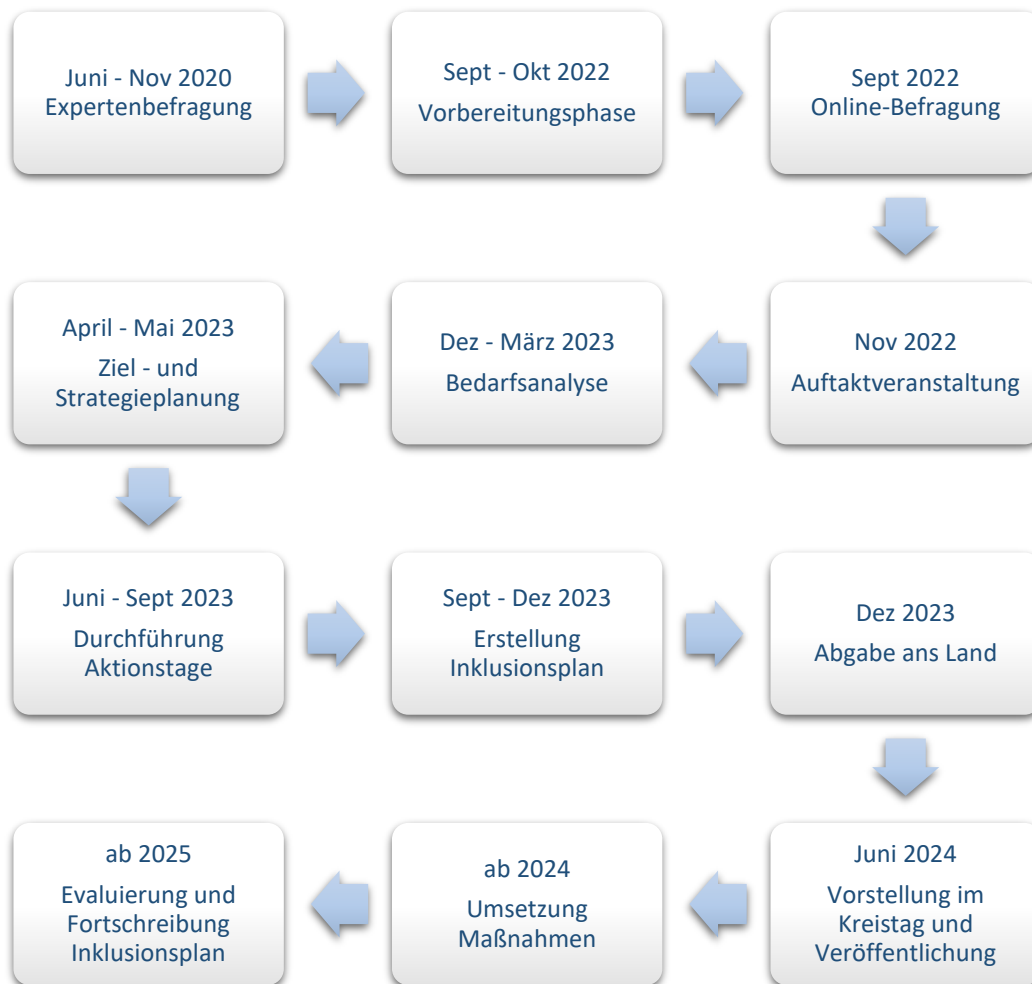 Juni - Nov 2020
Expertenbefragung
Sept - Okt 2022
Vorbereitungsphase
Sept 2022
Online-Befragung
Nov 2022
Auftaktveranstaltung
Dez - März 2023
Bedarfsanalyse
April - Mai 2023
Ziel - und
Strategieplanung
Juni - Sept 2023
Durchführung
Aktionstage
Sept - Dez 2023
Erstellung
Inklusionsplan
Dez 2023
Abgabe ans Land
Juni 2024
Vorstellung im
Kreistag und
Veröffentlichung
ab 2024
Umsetzung
Maßnahmen
ab 2025
Evaluierung und
Fortschreibung
Inklusionsplan